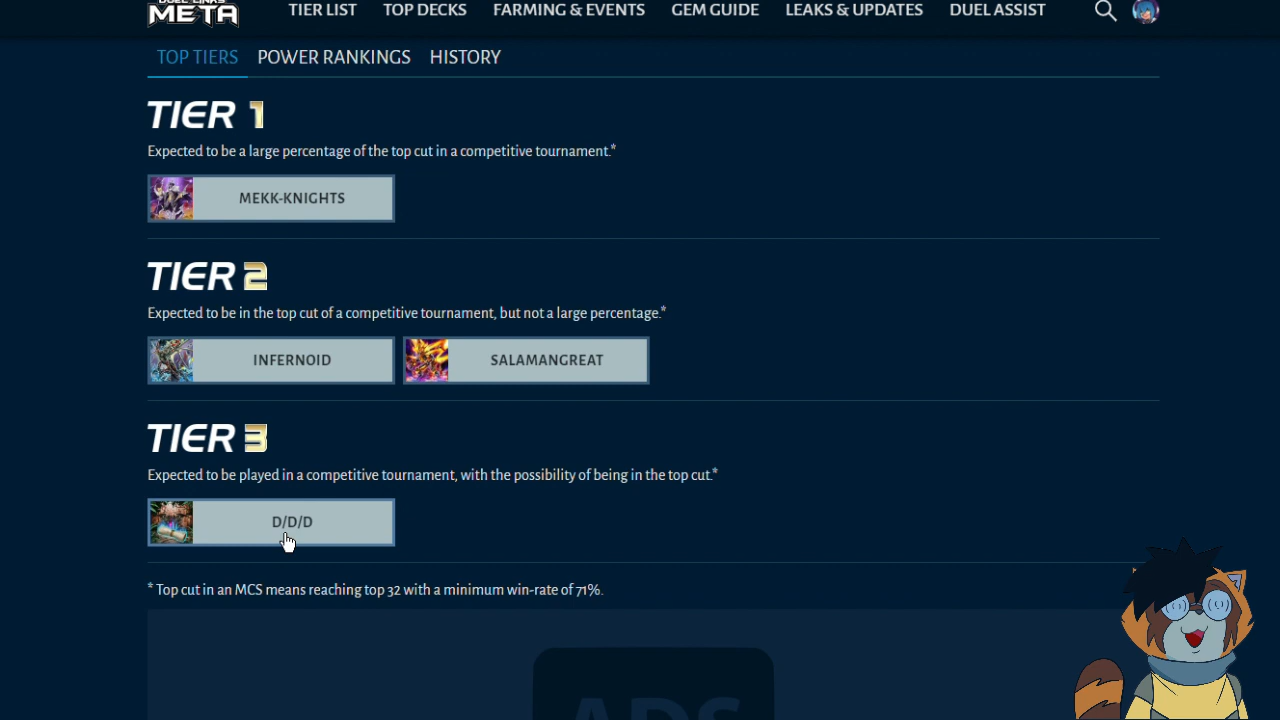 DUEL LINKS
META
TIER LIST TOP DECKS FARMING & EVENTS GEM GUIDE LEAKS & UPDATES DUEL ASSIST
TOP TIERS POWER RANKINGS HISTORY
TIER 1
Expected to be a large percentage of the top cut in a competitive tournament.*
MEKK-KNIGHTS
TIER 2
Expected to be in the top cut of a competitive tournament, but not a large percentage.*
INFERNOID SALAMANGREAT
TIER 3
Expected to be played in a competitive tournament, with the possibility of being in the top cut.*
D/D/D
* Top cut in an MCS means reaching top 32 with a minimum win-rate of 71%.
ADS